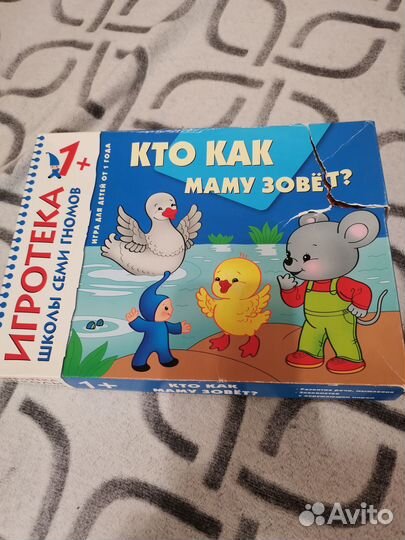 ИГРОТЕКА 1+
ШКОЛЫ СЕМИ ГНОМОВ
ИГРА ДЛЯ ДЕТЕЙ ОТ 1 ГОДА
КТО КАК
МАМУ ЗОВЁТ?
1+
КТО КАК
МАМУ ЗОВЁТ?
Avito